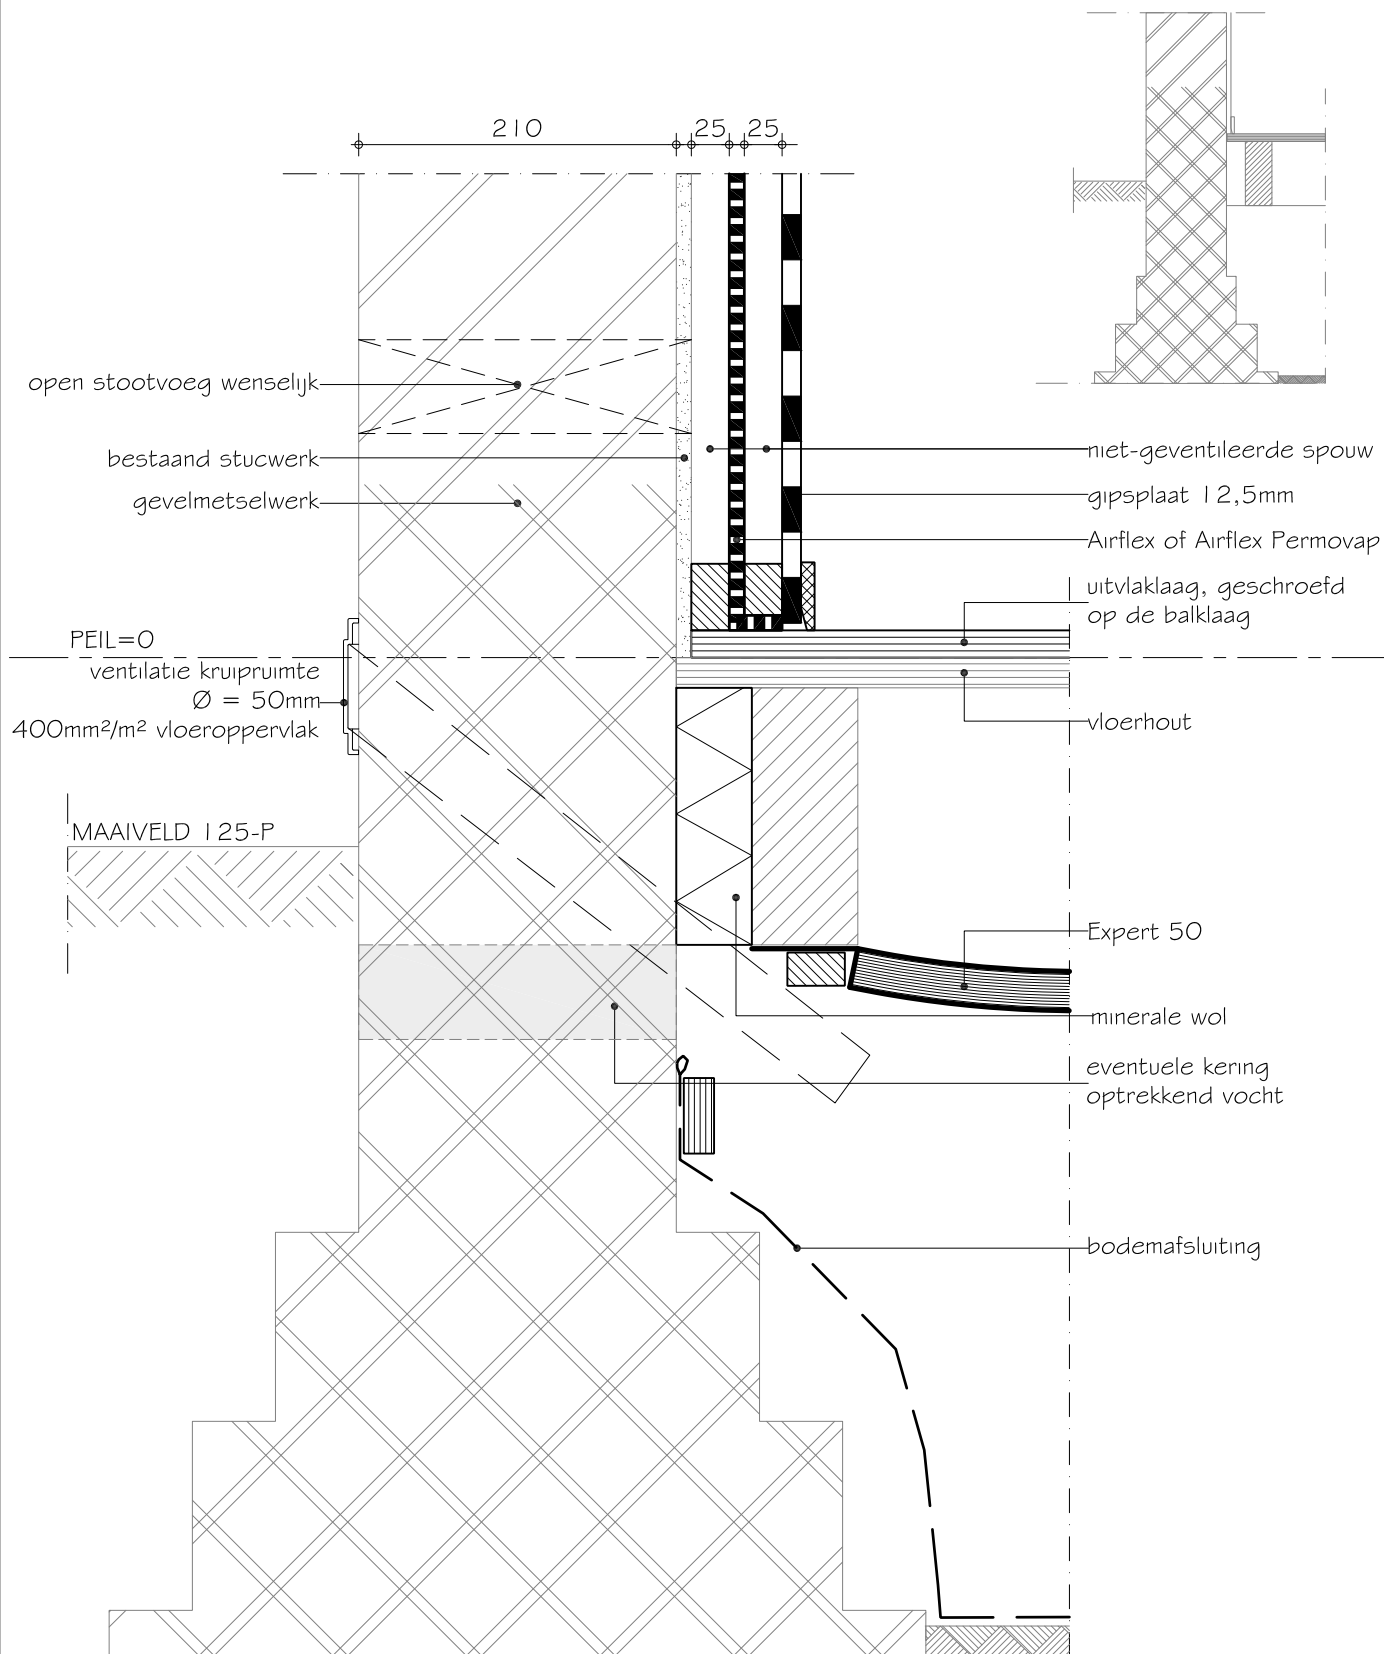 210
25
25
open stootvoeg wenselijk
bestaand stucwerk
gevelmetselwerk
niet-geventileerde spouw
gipsplaat 12,5mm
Airflex of Airflex Permovap
uitvlaklaag, geschroefd
op de balklaag
PEIL=0
ventilatie kruipruimte
Ø = 50mm
400mm²/m² vloeroppervlak
vloerhout
MAAIVELD 125-P
Expert 50
minerale wol
eventuele kering
optrekkend vocht
bodemafsluiting